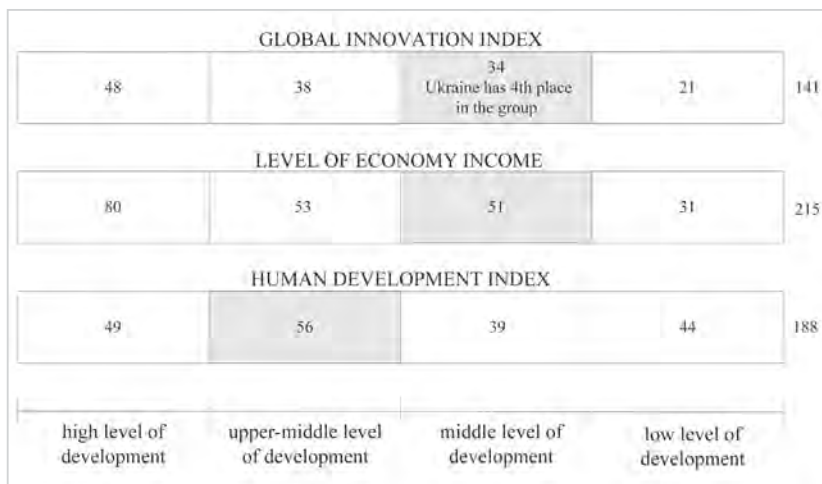 GLOBAL INNOVATION INDEX
48
38
34
Ukraine has 4th place
in the group
21
141
LEVEL OF ECONOMY INCOME
80
53
51
31
215
HUMAN DEVELOPMENT INDEX
49
56
39
44
188
high level of
development
upper-middle level
of development
middle level of
development
low level of
development